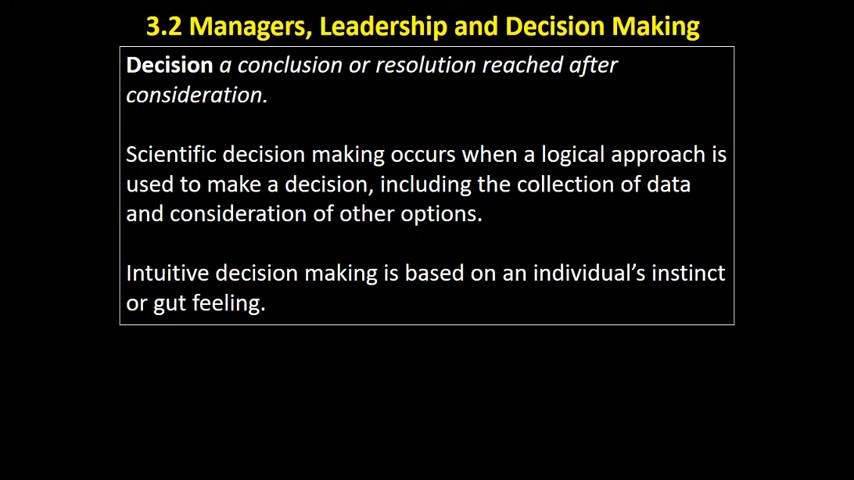 3.2 Managers, Leadership and Decision Making
Decision a conclusion or resolution reached after
consideration.
Scientific decision making occurs when a logical approach is
used to make a decision, including the collection of data
and consideration of other options.
Intuitive decision making is based on an individual’s instinct
or gut feeling.